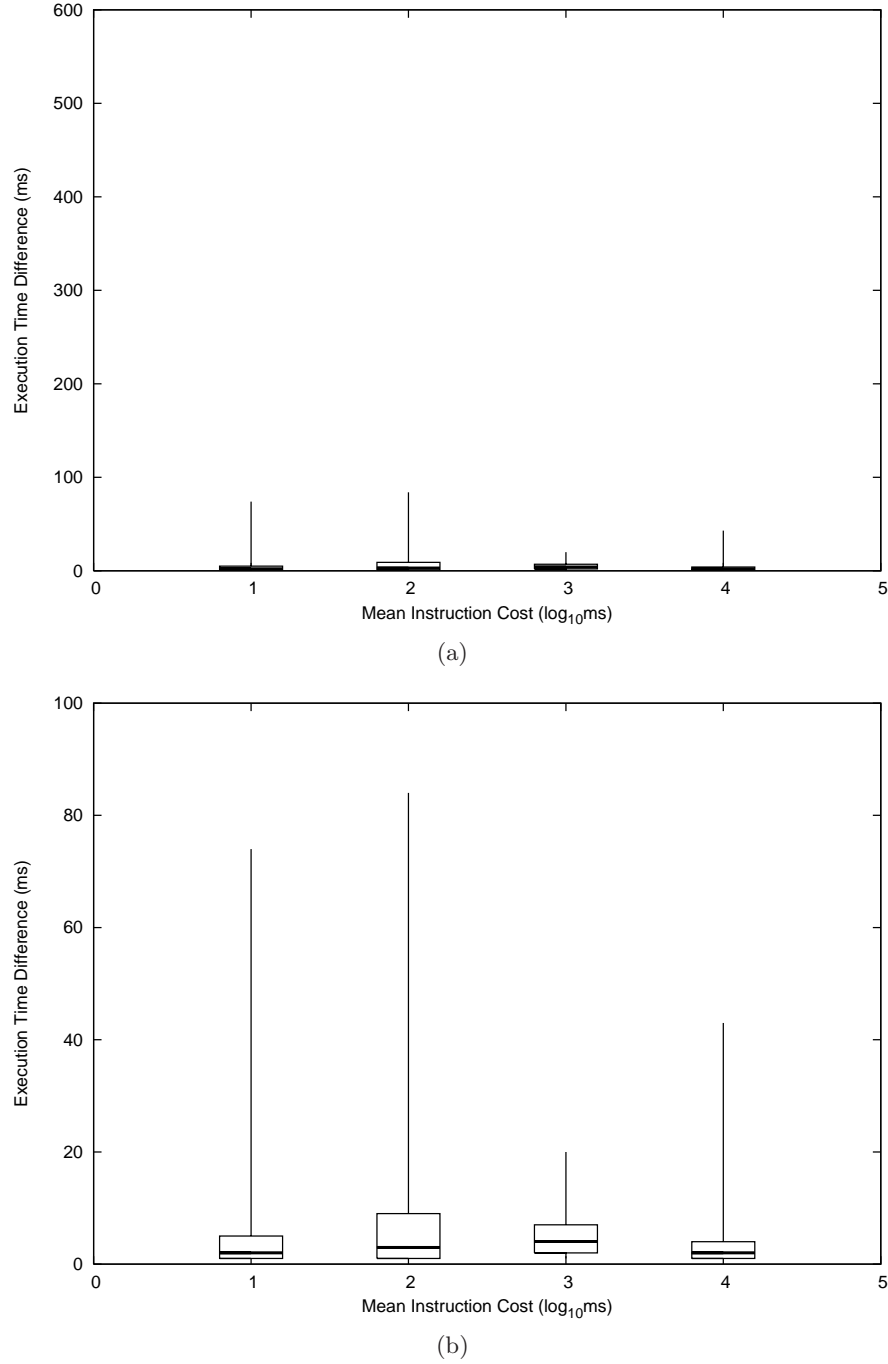 600
500
400
300
200
100
0
Execution Time Difference (ms)
0 1 2 3 4 5
Mean Instruction Cost (log10ms)
(a)
100
80
60
40
20
0
Execution Time Difference (ms)
0 1 2 3 4 5
Mean Instruction Cost (log10ms)
(b)